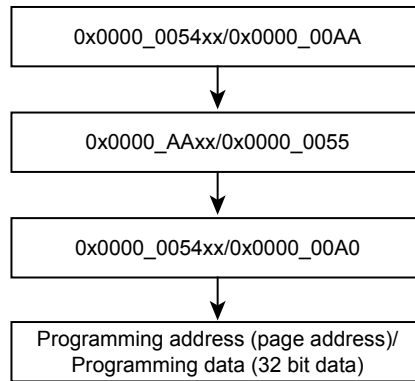 0x0000_0054xx/0x0000_00AA
0x0000_AAxx/0x0000_0055
0x0000_0054xx/0x0000_00A0
Programming address (page address)/
Programming data (32 bit data)